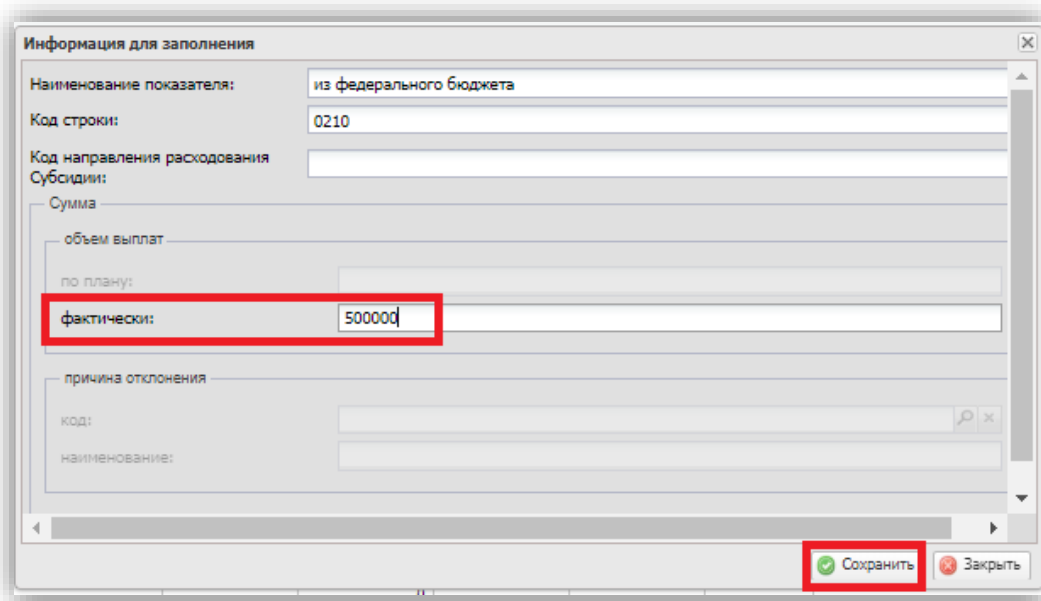 Информация для заполнения
Наименование показателя: из федерального бюджета
Код строки: 0210
Код направления расходования
Субсидии:
Сумма
объем выплат
по плану:
фактически: 500000
причина отклонения
код:
наименование:
Сохранить Закрыть